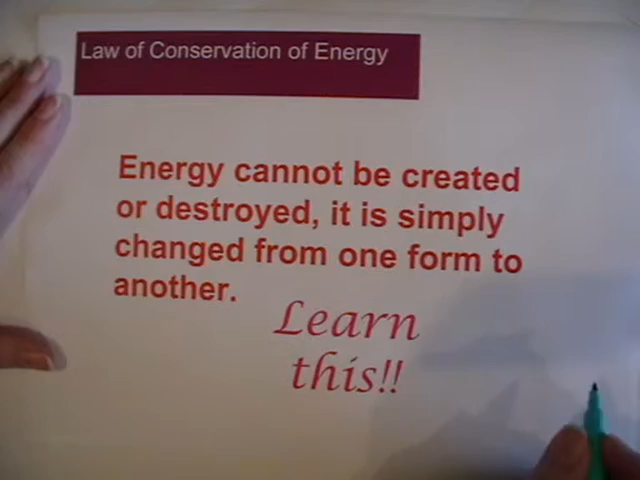 Law of Conservation of Energy
Energy cannot be created
or destroyed, it is simply
changed from one form to
another.
Learn
this!!